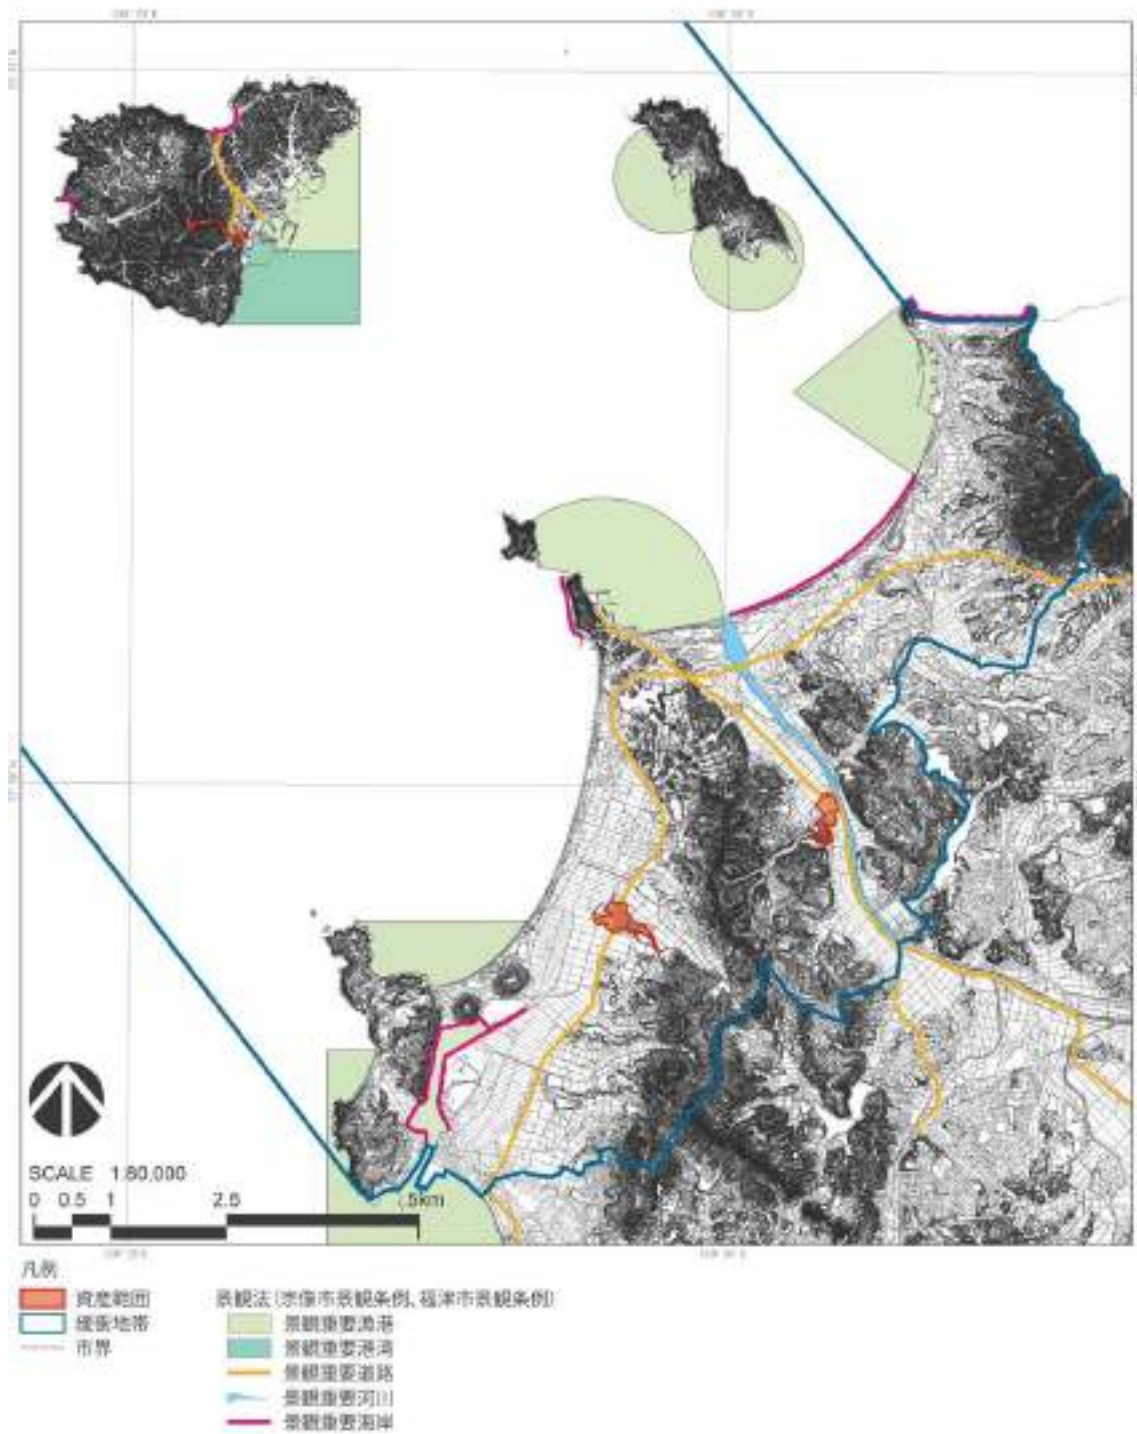 SCALE 1:80.000
0 0.5 1 2.5 5km
凡例
資産範囲
緩衝地帯
市界
景観法(宗像市景観条例、福津市景観条例)
景観重要漁港
景観重要港湾
景観重要道路
景観重要河川
景観重要海岸